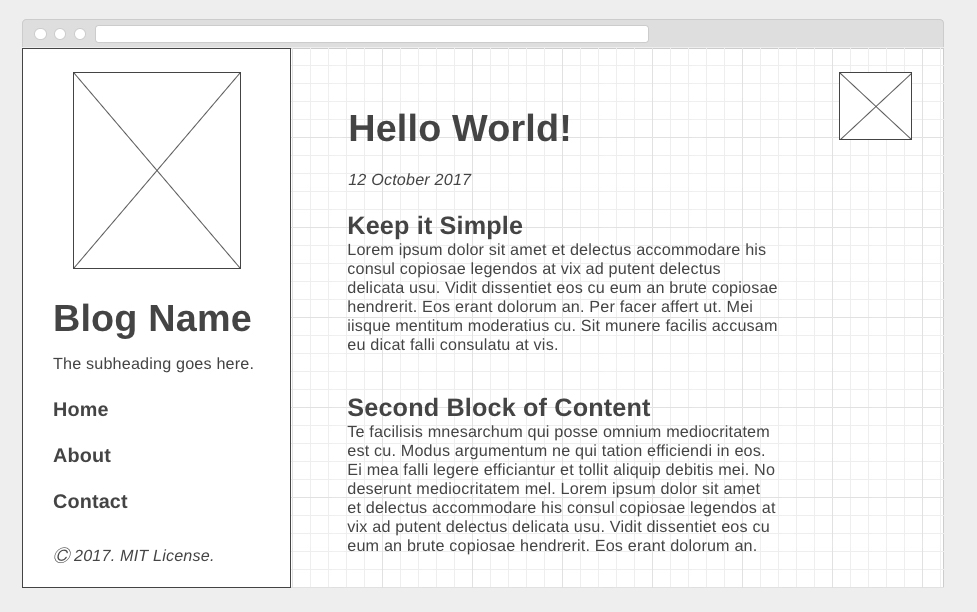 Blog Name
The subheading goes here.
Home
About
Contact
Ⓒ 2017. MIT License.
Hello World!
12 October 2017
Keep it Simple
Lorem ipsum dolor sit amet et delectus accommodare his
consul copiosae legendos at vix ad putent delectus
delicata usu. Vidit dissentiet eos cu eum an brute copiosae
hendrerit. Eos erant dolorum an. Per facer affert ut. Mei
iisque mentitum moderatius cu. Sit munere facilis accusam
eu dicat falli consulatu at vis.
Second Block of Content
Te facilisis mnesarchum qui posse omnium mediocritatem
est cu. Modus argumentum ne qui tation efficiendi in eos.
Ei mea falli legere efficiantur et tollit aliquip debitis mei. No
deserunt mediocritatem mel. Lorem ipsum dolor sit amet
et delectus accommodare his consul copiosae legendos at
vix ad putent delectus delicata usu. Vidit dissentiet eos cu
eum an brute copiosae hendrerit. Eos erant dolorum an.